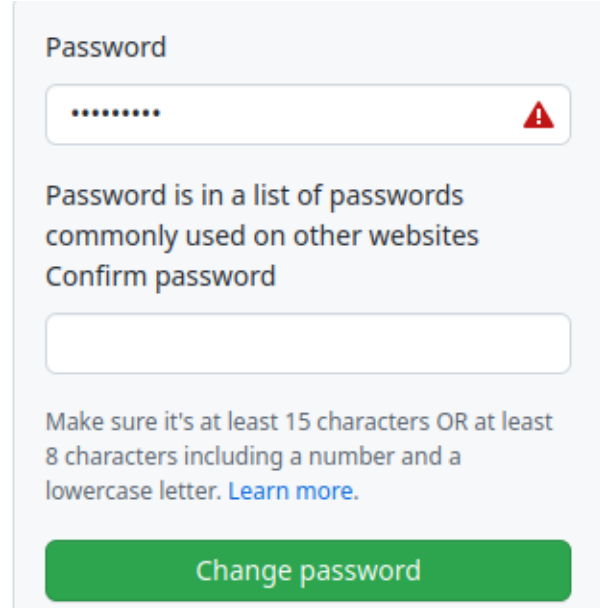 Password
•••••••••
Password is in a list of passwords
commonly used on other websites
Confirm password
Make sure it's at least 15 characters OR at least
8 characters including a number and a
lowercase letter. Learn more.
Change password